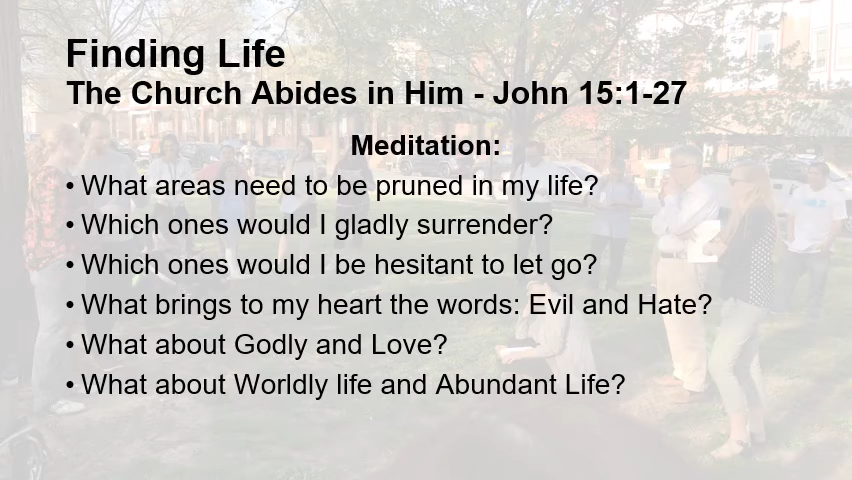 Finding Life
The Church Abides in Him - John 15:1-27
Meditation:
• What areas need to be pruned in my life?
• Which ones would I gladly surrender?
• Which ones would I be hesitant to let go?
• What brings to my heart the words: Evil and Hate?
• What about Godly and Love?
• What about Worldly life and Abundant Life?